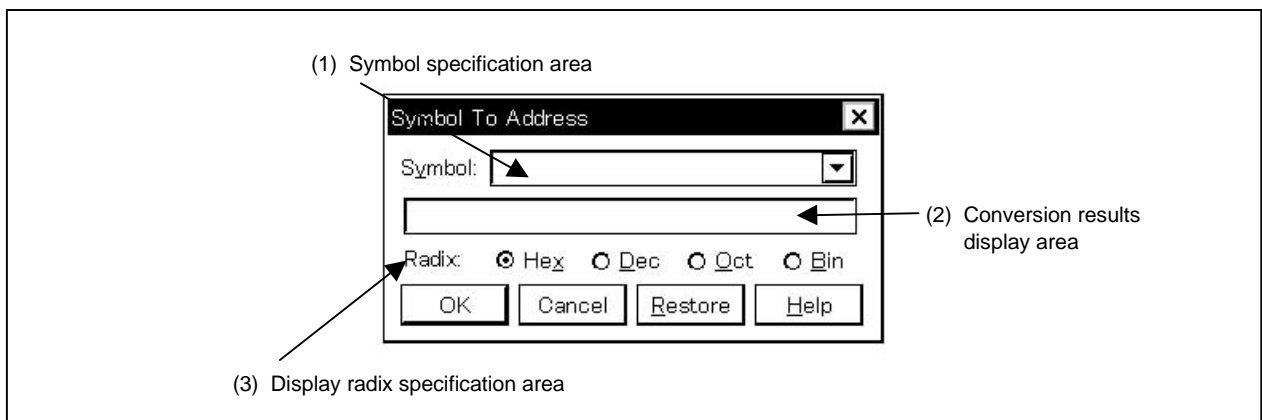 (1) Symbol specification area
Symbol To Address
Symbol:
(2) Conversion results
display area
Radix: Hex Dec Oct Bin
OK Cancel Restore Help
(3) Display radix specification area